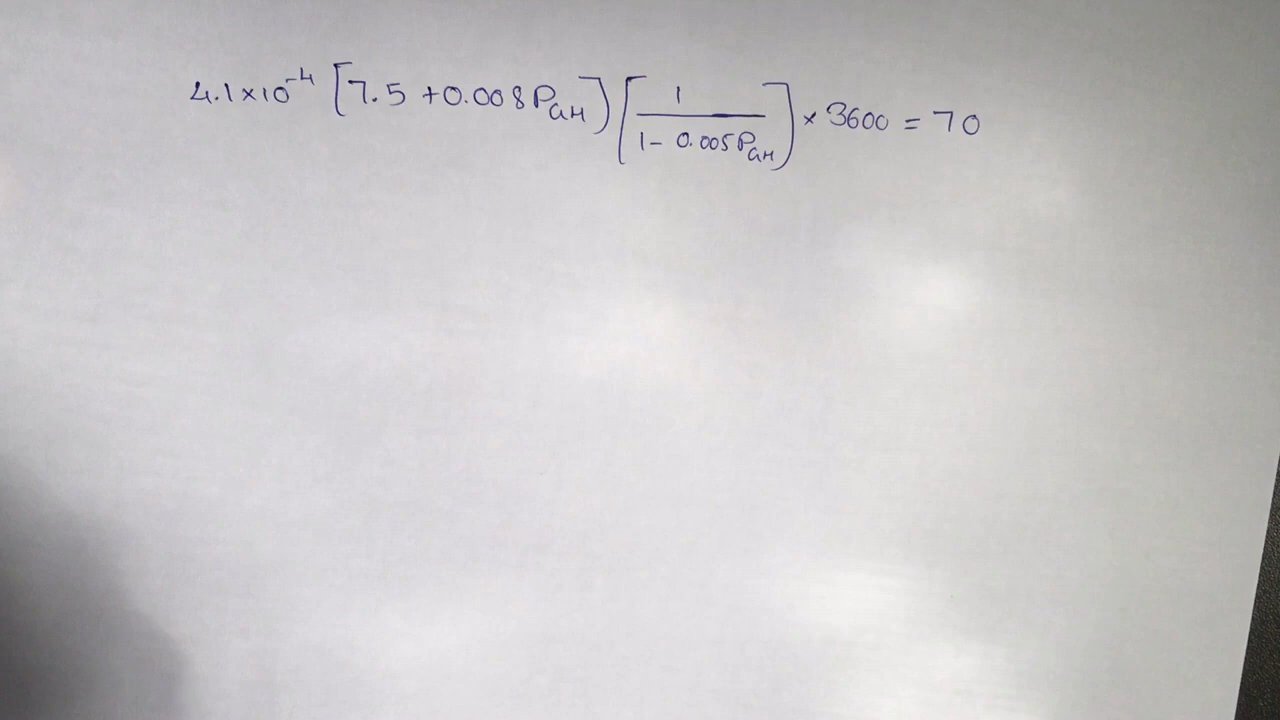 4.1×10⁻⁴ [7.5 + 0.008 P_aH] [1/(1 − 0.005 P_aH)] × 3600 = 70